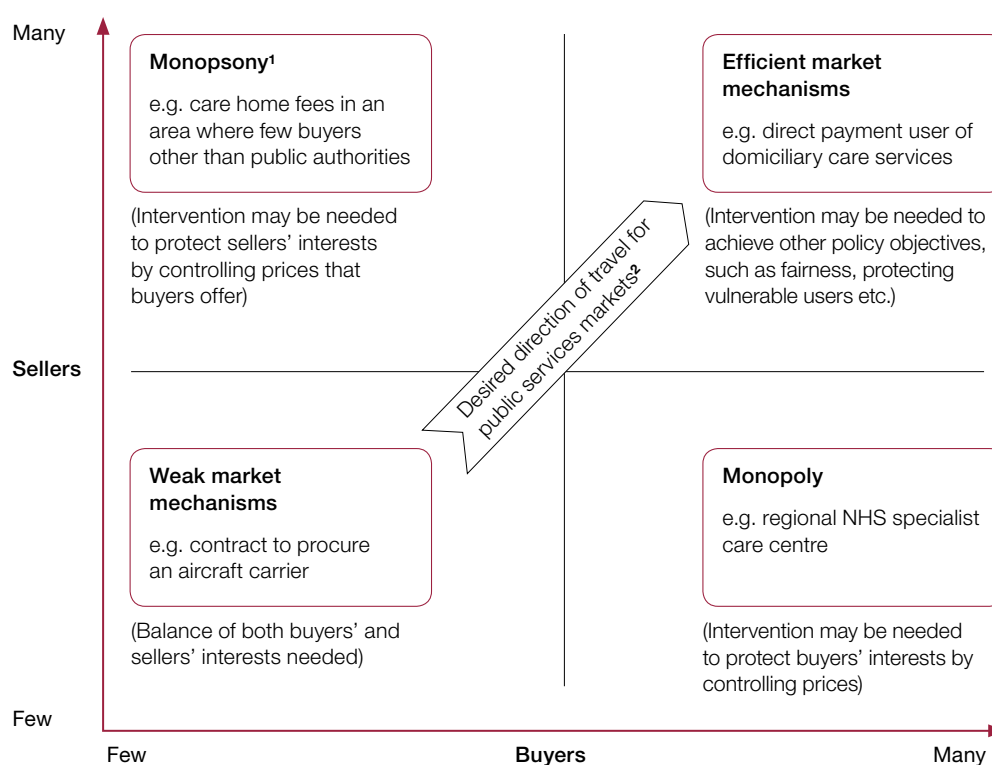 Many
Monopsony¹
e.g. care home fees in an
area where few buyers
other than public authorities
(Intervention may be needed
to protect sellers’ interests
by controlling prices that
buyers offer)
Efficient market
mechanisms
e.g. direct payment user of
domiciliary care services
(Intervention may be needed to
achieve other policy objectives,
such as fairness, protecting
vulnerable users etc.)
Desired direction of travel for
public services markets²
Sellers
Weak market
mechanisms
e.g. contract to procure
an aircraft carrier
(Balance of both buyers’ and
sellers’ interests needed)
Monopoly
e.g. regional NHS specialist
care centre
(Intervention may be needed
to protect buyers’ interests by
controlling prices)
Few
Few
Buyers
Many